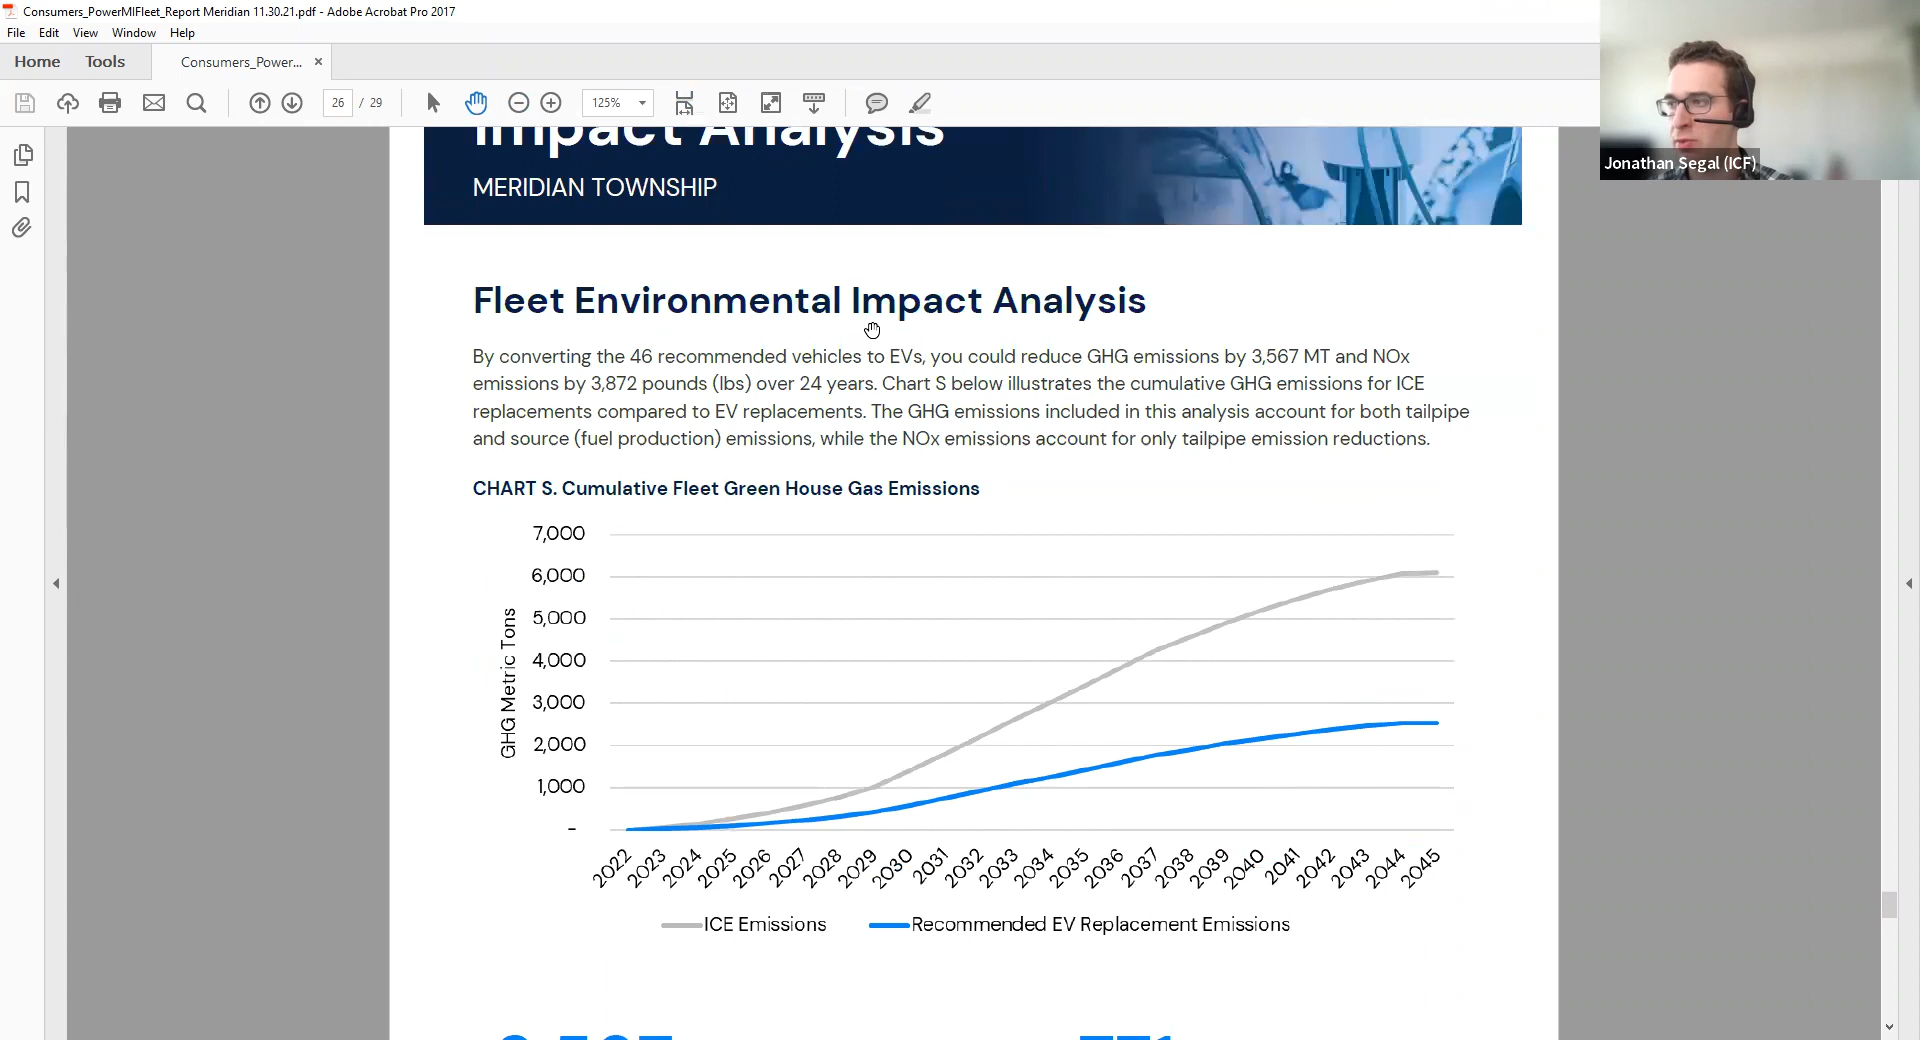 Consumers_PowerMIFleet_Report Meridian 11.30.21.pdf - Adobe Acrobat Pro 2017
File Edit View Window Help
Home Tools Consumers_Power... ×
26 / 29 125%
Jonathan Segal (ICF)
Impact Analysis
MERIDIAN TOWNSHIP
Fleet Environmental Impact Analysis
By converting the 46 recommended vehicles to EVs, you could reduce GHG emissions by 3,567 MT and NOx
emissions by 3,872 pounds (lbs) over 24 years. Chart S below illustrates the cumulative GHG emissions for ICE
replacements compared to EV replacements. The GHG emissions included in this analysis account for both tailpipe
and source (fuel production) emissions, while the NOx emissions account for only tailpipe emission reductions.
CHART S. Cumulative Fleet Green House Gas Emissions
GHG Metric Tons
7,000
6,000
5,000
4,000
3,000
2,000
1,000
-
2022 2023 2024 2025 2026 2027 2028 2029 2030 2031 2032 2033 2034 2035 2036 2037 2038 2039 2040 2041 2042 2043 2044 2045
ICE Emissions Recommended EV Replacement Emissions